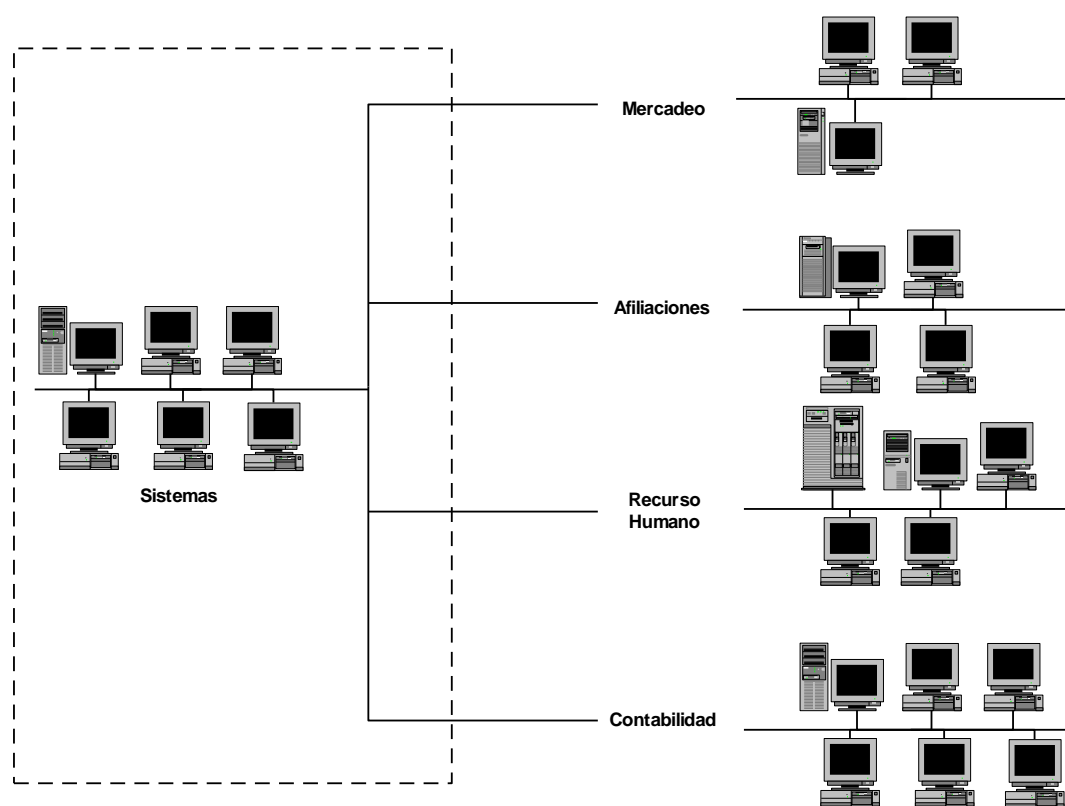 Mercadeo
Afiliaciones
Sistemas
Recurso
Humano
Contabilidad